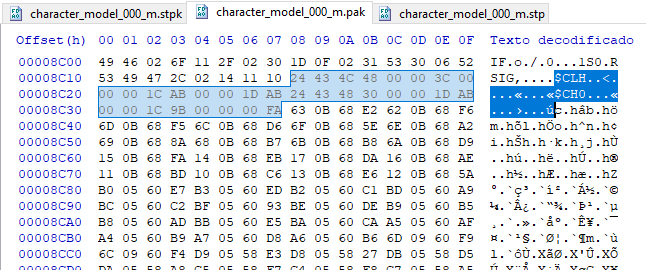 character_model_000_m.stpk character_model_000_m.pak character_model_000_m.stp
Offset(h) 00 01 02 03 04 05 06 07 08 09 0A 0B 0C 0D 0E 0F Texto decodificado
00008C00 49 46 02 6F 11 2F 02 30 1D 0F 02 31 53 30 06 52 IF.o./.0...1S0.R
00008C10 53 49 47 2C 02 14 11 10 24 43 4C 48 00 00 3C 00 SIG,....$CLH..<.
00008C20 00 00 1C AB 00 00 1D AB 24 43 48 30 00 00 1D AB ...«...«$CH0...«
00008C30 00 00 1C 9B 00 00 00 FA 63 0B 68 E2 62 0B 68 F6 ...›...úc.hâb.hö
00008C40 6D 0B 68 F5 6C 0B 68 D6 6F 0B 68 5E 6E 0B 68 A2 m.hõl.hÖo.h^n.h¢
00008C50 69 0B 68 8A 68 0B 68 B7 6B 0B 68 B8 6A 0B 68 D9 i.hŠh.h·k.h¸j.hÙ
00008C60 15 0B 68 FA 14 0B 68 EB 17 0B 68 DA 16 0B 68 AE ..hú..hë..hÚ..h®
00008C70 11 0B 68 BD 10 0B 68 C6 13 0B 68 E6 12 0B 68 5A ..h½..hÆ..hæ..hZ
00008C80 B0 05 60 E7 B3 05 60 ED B2 05 60 C1 BD 05 60 A9 °.`ç³.`í².`Á½.`©
00008C90 BC 05 60 C2 BF 05 60 93 BE 05 60 DE B9 05 60 B5 ¼.`Â¿.`“¾.`Þ¹.`µ
00008CA0 B8 05 60 AD BB 05 60 E5 BA 05 60 CA A5 05 60 AF ¸.`.».`åº.`Ê¥.`¯
00008CB0 A4 05 60 B9 A7 05 60 D8 A6 05 60 B6 6D 09 60 F9 ¤.`¹§.`Ø¦.`¶m.`ù
00008CC0 6C 09 60 F4 D9 05 58 E3 D8 05 58 27 DB 05 58 D5 l.`ôÙ.XãØ.X'Û.XÕ